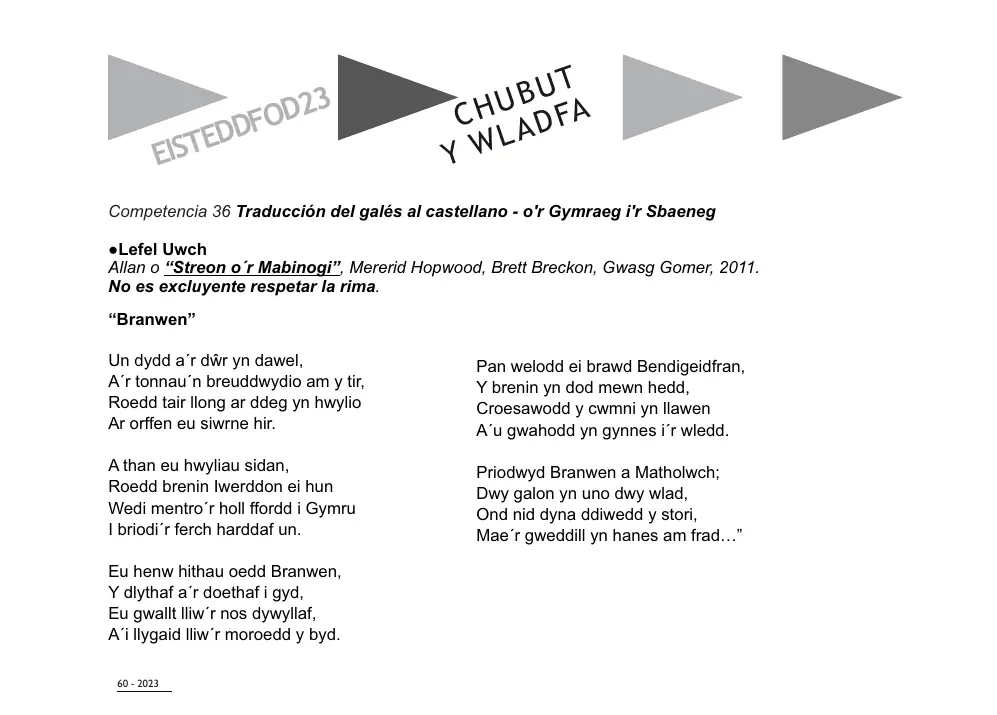 EISTEDDFOD23
CHUBUT
Y WLADFA
Competencia 36 Traducción del galés al castellano - o'r Gymraeg i'r Sbaeneg
●Lefel Uwch
Allan o “Streon o´r Mabinogi”, Mererid Hopwood, Brett Breckon, Gwasg Gomer, 2011.
No es excluyente respetar la rima.
“Branwen”
Un dydd a´r dŵr yn dawel,
A´r tonnau´n breuddwydio am y tir,
Roedd tair llong ar ddeg yn hwylio
Ar orffen eu siwrne hir.
A than eu hwyliau sidan,
Roedd brenin Iwerddon ei hun
Wedi mentro´r holl ffordd i Gymru
I briodi´r ferch harddaf un.
Eu henw hithau oedd Branwen,
Y dlythaf a´r doethaf i gyd,
Eu gwallt lliw´r nos dywyllaf,
A´i llygaid lliw´r moroedd y byd.
Pan welodd ei brawd Bendigeidfran,
Y brenin yn dod mewn hedd,
Croesawodd y cwmni yn llawen
A´u gwahodd yn gynnes i´r wledd.
Priodwyd Branwen a Matholwch;
Dwy galon yn uno dwy wlad,
Ond nid dyna ddiwedd y stori,
Mae´r gweddill yn hanes am frad…”
60 - 2023